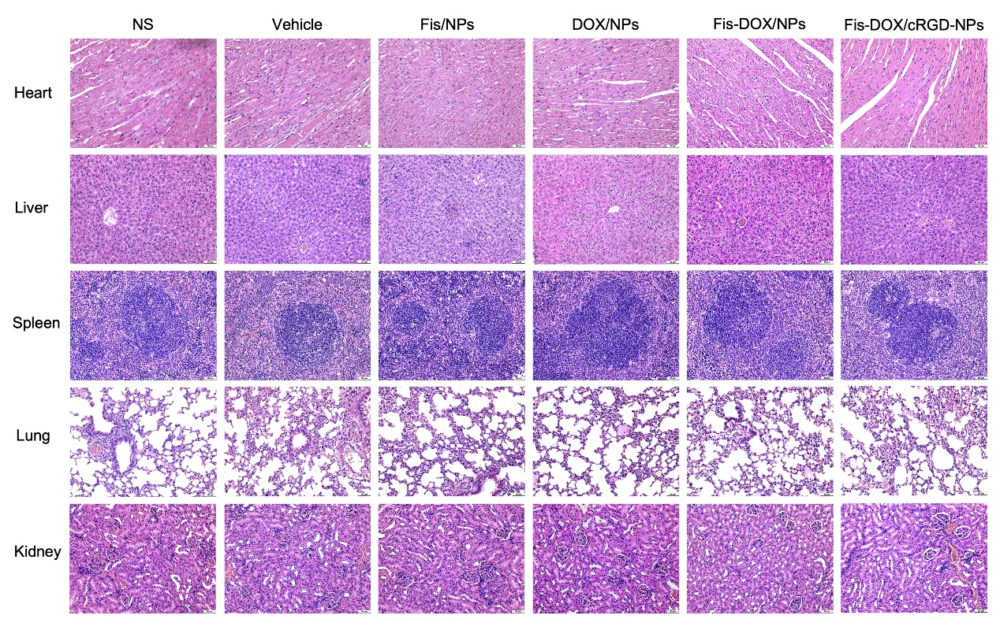 NS Vehicle Fis/NPs DOX/NPs Fis-DOX/NPs Fis-DOX/cRGD-NPs
Heart
Liver
Spleen
Lung
Kidney